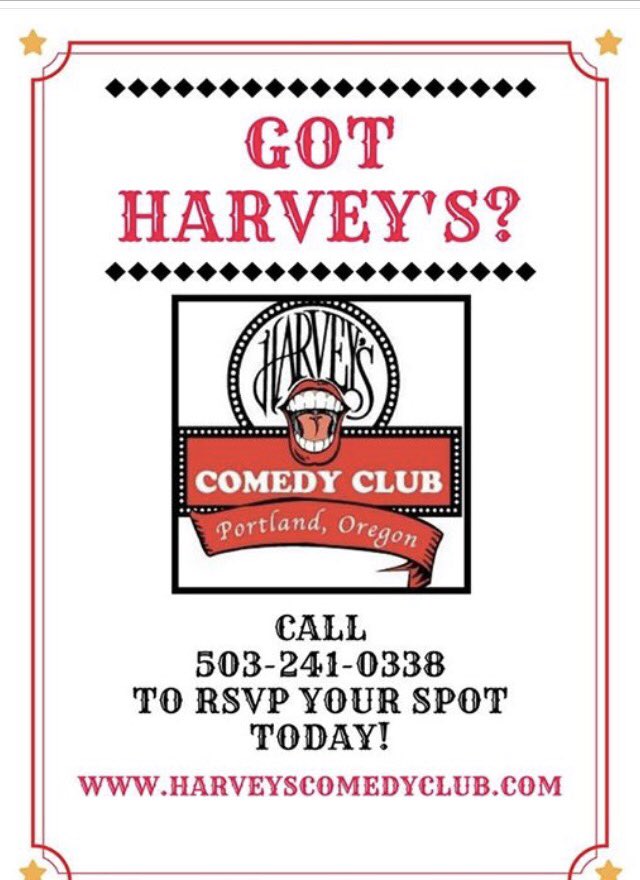 GOT
HARVEY'S?
HARVEY'S
COMEDY CLUB
Portland, Oregon
CALL
503-241-0338
TO RSVP YOUR SPOT
TODAY!
WWW.HARVEYSCOMEDYCLUB.COM